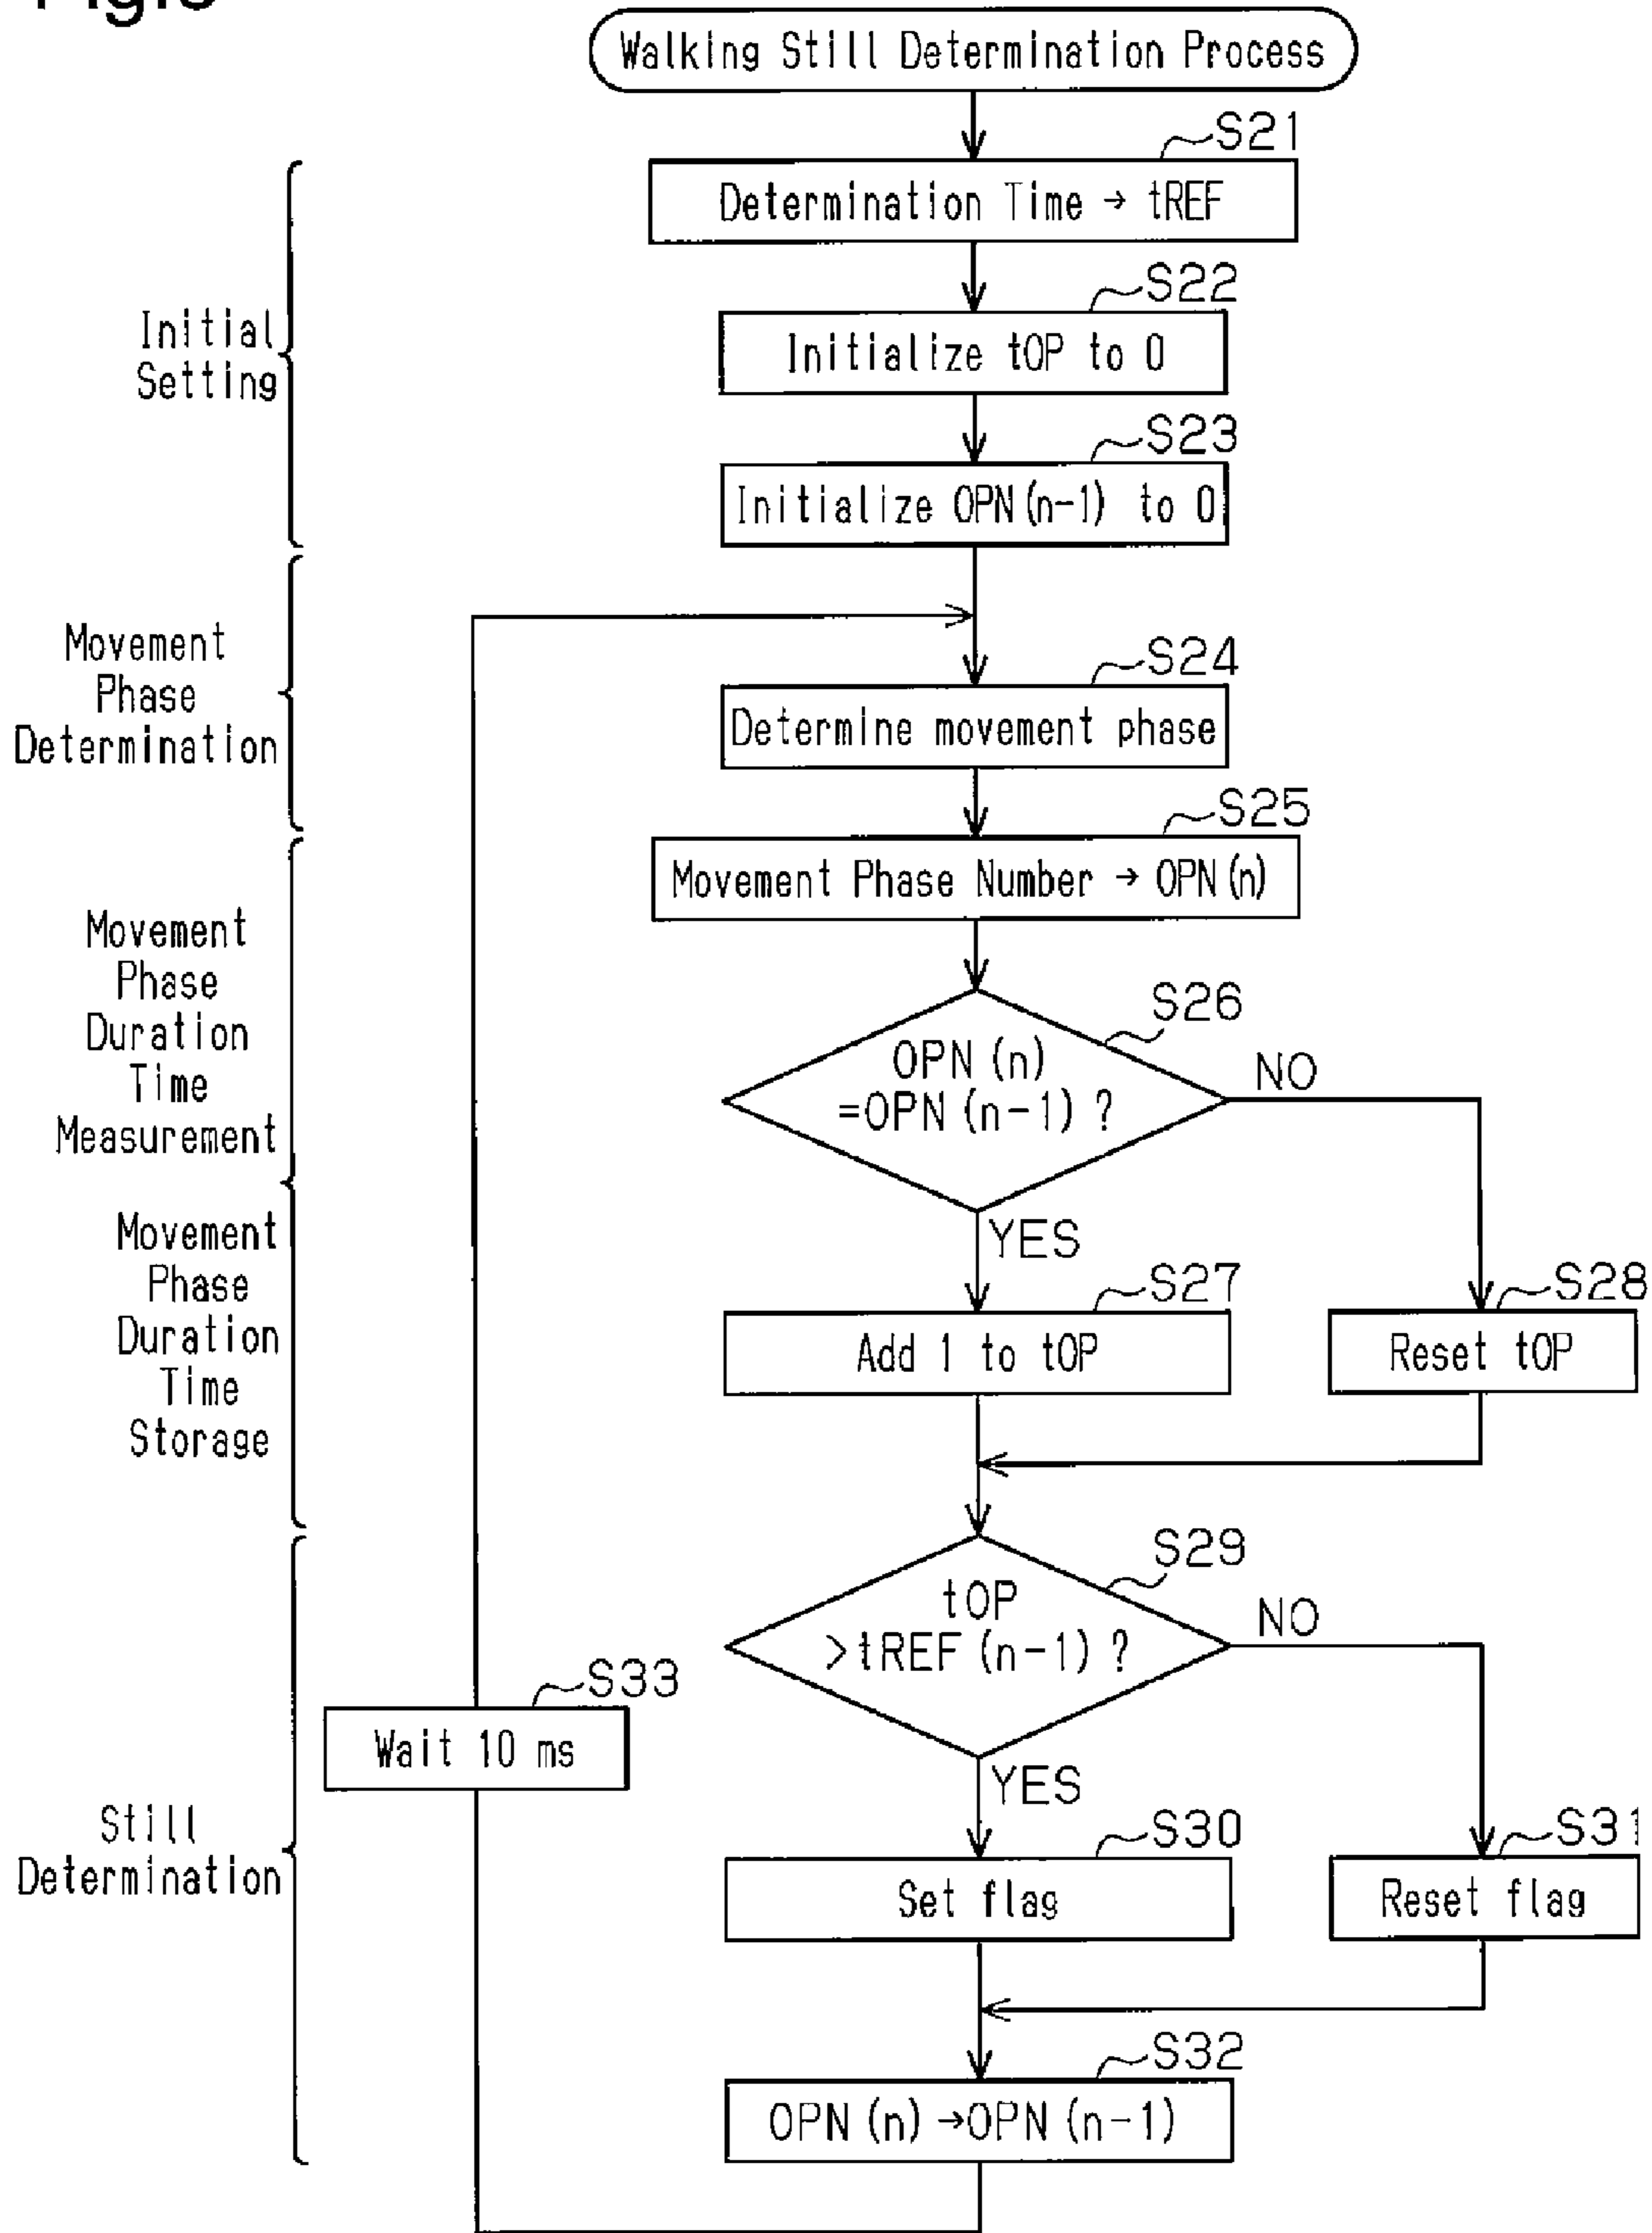 Walking Still Determination Process
S21
Determination Time → tREF
S22
Initialize tOP to 0
S23
Initialize OPN(n-1) to 0
Initial
Setting
S24
Determine movement phase
Movement
Phase
Determination
S25
Movement Phase Number → OPN(n)
S26
OPN(n)
=OPN(n-1)?
NO
YES
S27
Add 1 to tOP
S28
Reset tOP
Movement
Phase
Duration
Time
Measurement
Movement
Phase
Duration
Time
Storage
S29
tOP
>tREF(n-1)?
NO
YES
S30
Set flag
S31
Reset flag
S32
OPN(n)→OPN(n-1)
S33
Wait 10 ms
Still
Determination